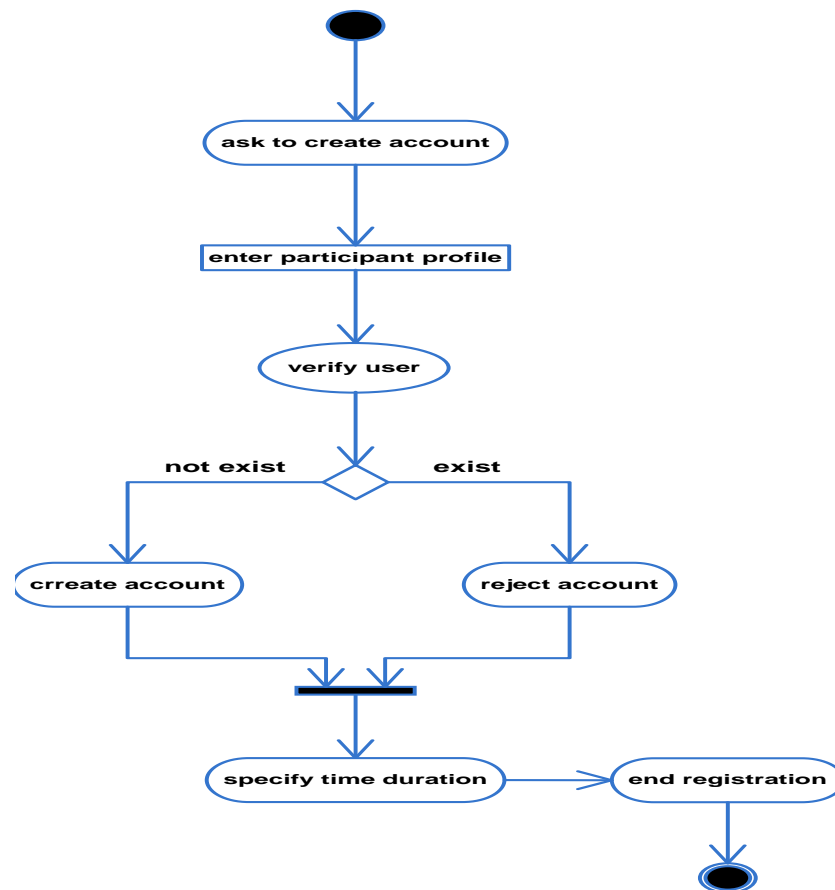 ask to create account
enter participant profile
verify user
not exist
exist
crreate account
reject account
specify time duration
end registration